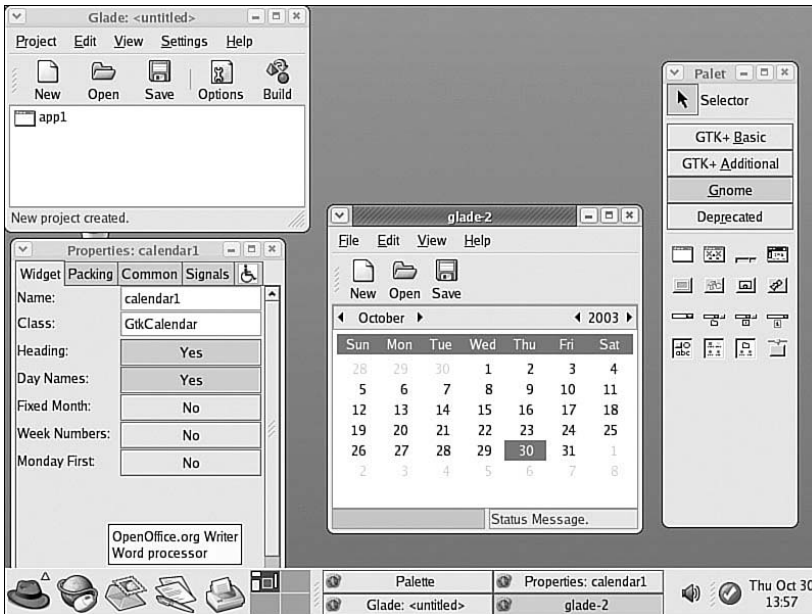 Glade: <untitled>
Project Edit View Settings Help
New Open Save Options Build
app1
New project created.
Properties: calendar1
Widget Packing Common Signals
Name: calendar1
Class: GtkCalendar
Heading: Yes
Day Names: Yes
Fixed Month: No
Week Numbers: No
Monday First: No
OpenOffice.org Writer
Word processor
glade-2
File Edit View Help
New Open Save
October 2003
Sun Mon Tue Wed Thu Fri Sat
28 29 30 1 2 3 4
5 6 7 8 9 10 11
12 13 14 15 16 17 18
19 20 21 22 23 24 25
26 27 28 29 30 31 1
2 3 4 5 6 7 8
Status Message.
Palet
Selector
GTK+ Basic
GTK+ Additional
Gnome
Deprecated
abc
Palette Properties: calendar1
Glade: <untitled> glade-2
Thu Oct 30
13:57